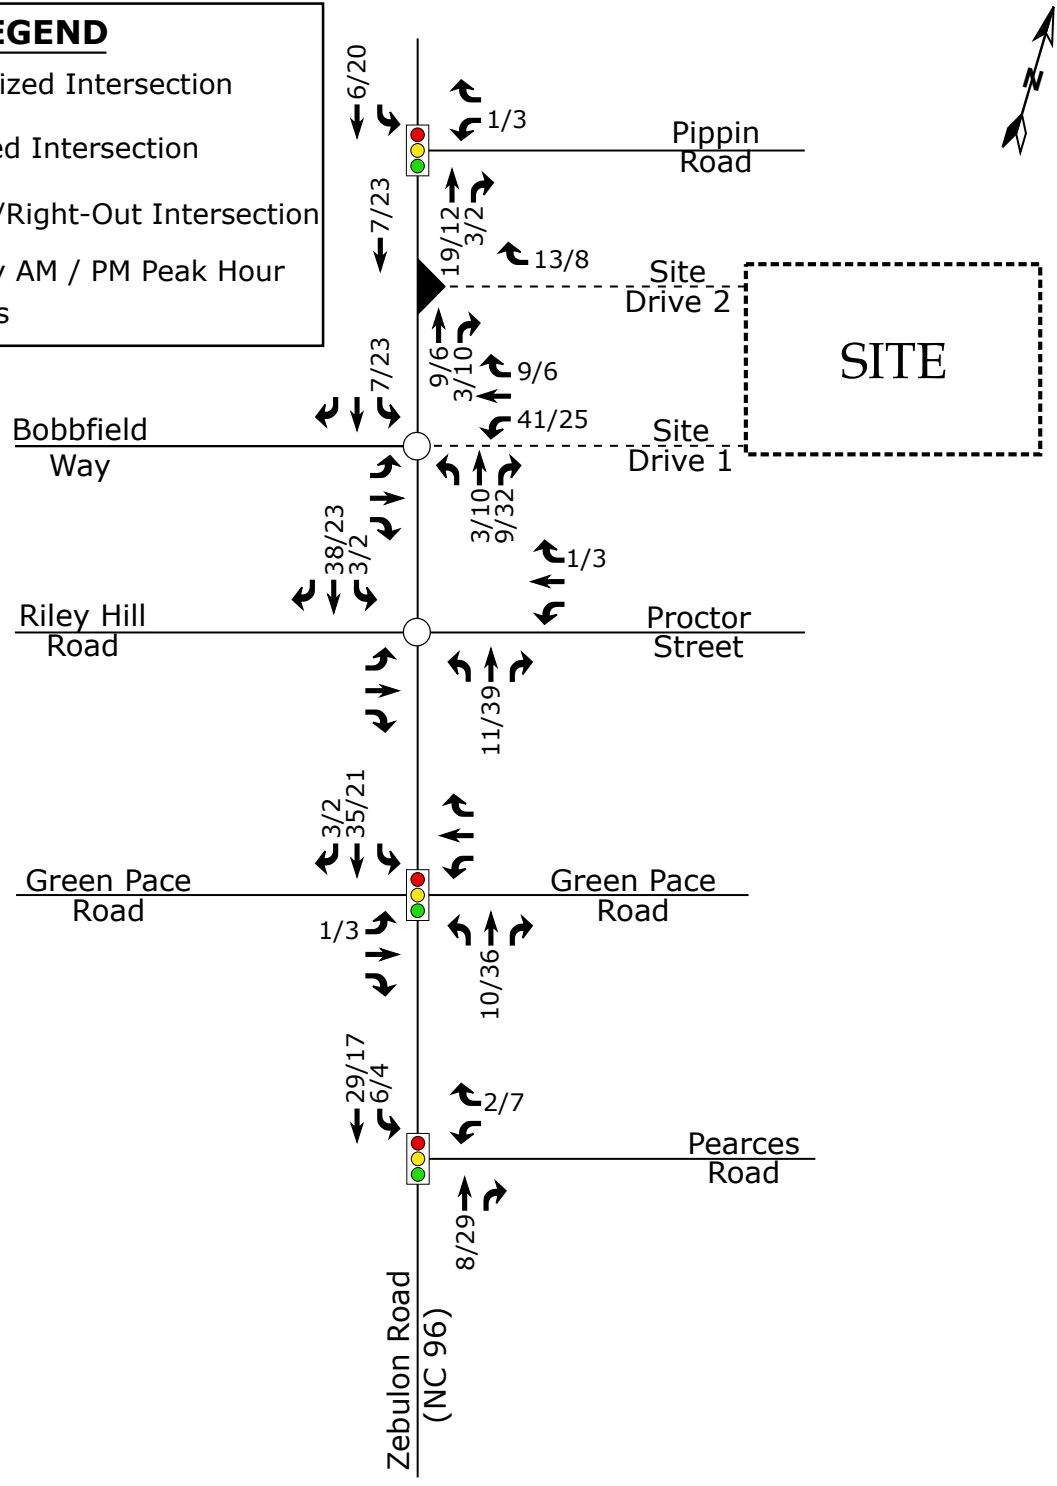 EGEND
ized Intersection
ed Intersection
/Right-Out Intersection
y AM / PM Peak Hour
s
N
6/20
1/3
Pippin
Road
7/23
19/12
3/2
13/8
Site
Drive 2
SITE
7/23
9/6
3/10
9/6
41/25
Bobbfield
Way
Site
Drive 1
3/10
9/32
38/23
3/2
1/3
Riley Hill
Road
Proctor
Street
11/39
3/2
35/21
Green Pace
Road
Green Pace
Road
1/3
10/36
29/17
6/4
2/7
Pearces
Road
8/29
Zebulon Road
(NC 96)